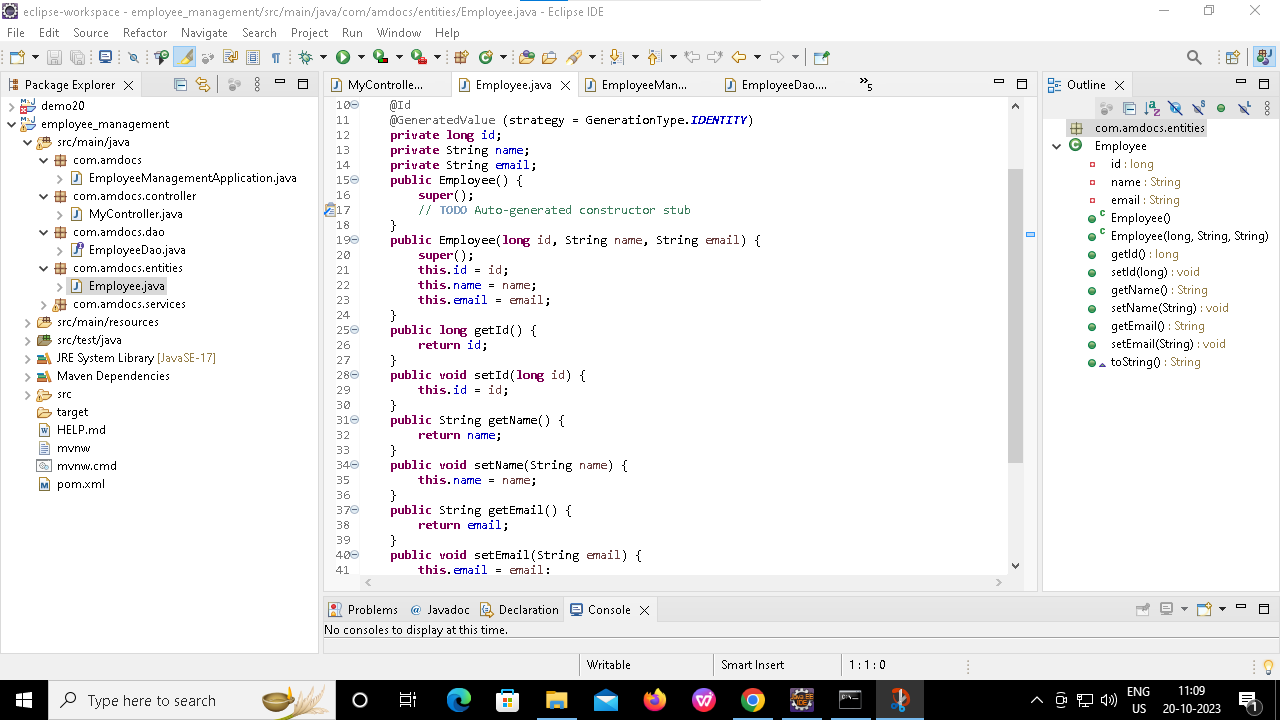 eclipse-workspace - employee_management/src/main/java/com/amdocs/entities/Employee.java - Eclipse IDE
File Edit Source Refactor Navigate Search Project Run Window Help
Package Explorer
demo20
employee_management
src/main/java
com.amdocs
EmployeeManagementApplication.java
com.amdocs.controller
MyController.java
com.amdocs.dao
EmployeeDao.java
com.amdocs.entities
Employee.java
com.amdocs.services
src/main/resources
src/test/java
JRE System Library [JavaSE-17]
Maven Dependencies
src
target
HELP.md
mvnw
mvnw.cmd
pom.xml
MyControlle... Employee.java EmployeeMan... EmployeeDao.... »5
10 @Id
11 @GeneratedValue (strategy = GenerationType.IDENTITY)
12 private long id;
13 private String name;
14 private String email;
15 public Employee() {
16 super();
17 // TODO Auto-generated constructor stub
18 }
19 public Employee(long id, String name, String email) {
20 super();
21 this.id = id;
22 this.name = name;
23 this.email = email;
24 }
25 public long getId() {
26 return id;
27 }
28 public void setId(long id) {
29 this.id = id;
30 }
31 public String getName() {
32 return name;
33 }
34 public void setName(String name) {
35 this.name = name;
36 }
37 public String getEmail() {
38 return email;
39 }
40 public void setEmail(String email) {
41 this.email = email;
Outline
com.amdocs.entities
Employee
id : long
name : String
email : String
Employee()
Employee(long, String, String)
getId() : long
setId(long) : void
getName() : String
setName(String) : void
getEmail() : String
setEmail(String) : void
toString() : String
Problems @ Javadoc Declaration Console
No consoles to display at this time.
Writable Smart Insert 1 : 1 : 0
Type here to search
ENG
US
11:09
20-10-2023
1